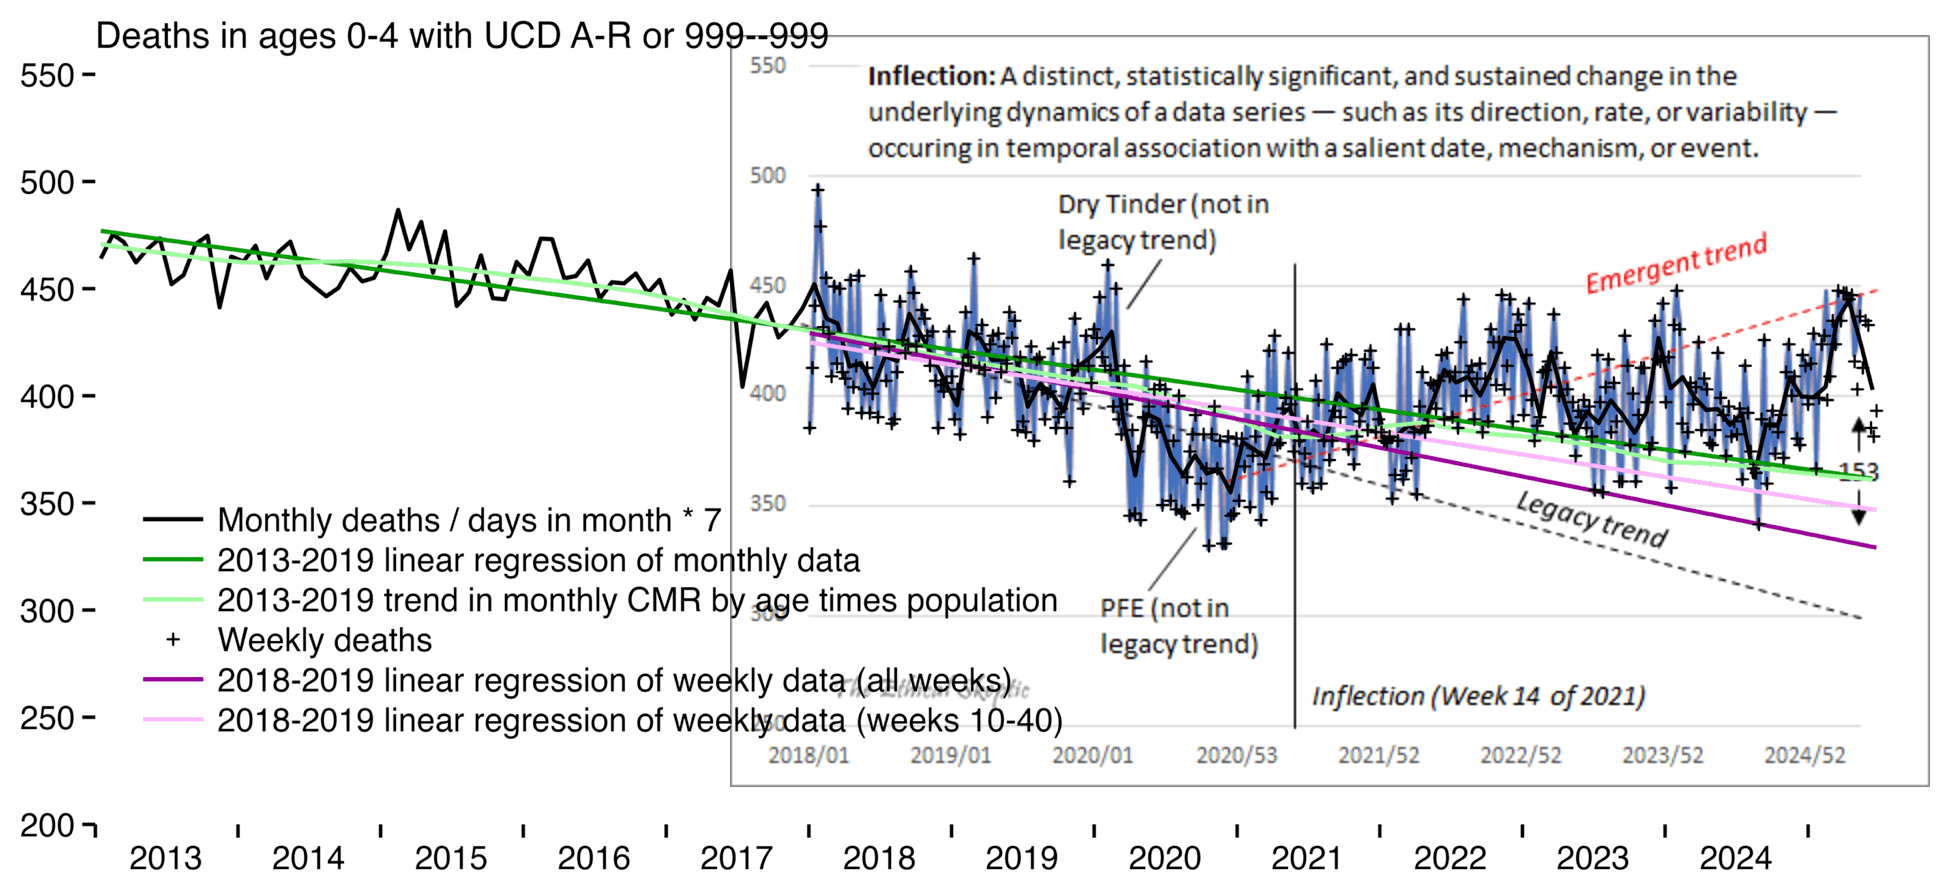 Deaths in ages 0-4 with UCD A-R or 999--999
550
500
450
400
350
300
250
200
550
500
450
400
350
300
250
Inflection: A distinct, statistically significant, and sustained change in the
underlying dynamics of a data series — such as its direction, rate, or variability —
occuring in temporal association with a salient date, mechanism, or event.
Dry Tinder (not in
legacy trend)
Emergent trend
153
Legacy trend
PFE (not in
legacy trend)
Inflection (Week 14 of 2021)
The Ethical Skeptic
Monthly deaths / days in month * 7
2013-2019 linear regression of monthly data
2013-2019 trend in monthly CMR by age times population
Weekly deaths
2018-2019 linear regression of weekly data (all weeks)
2018-2019 linear regression of weekly data (weeks 10-40)
2018/01 2019/01 2020/01 2020/53 2021/52 2022/52 2023/52 2024/52
2013 2014 2015 2016 2017 2018 2019 2020 2021 2022 2023 2024